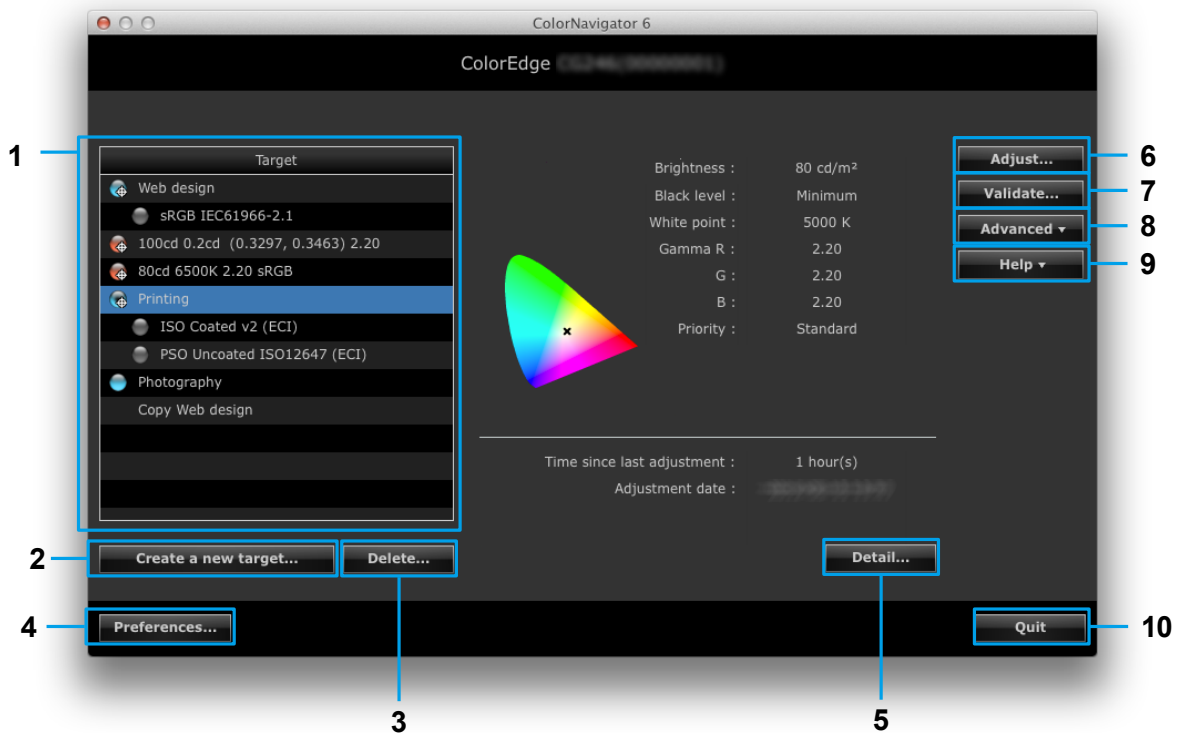 ColorNavigator 6
ColorEdge
1
Target
Web design
sRGB IEC61966-2.1
100cd 0.2cd (0.3297, 0.3463) 2.20
80cd 6500K 2.20 sRGB
Printing
ISO Coated v2 (ECI)
PSO Uncoated ISO12647 (ECI)
Photography
Copy Web design
Brightness : 80 cd/m²
Black level : Minimum
White point : 5000 K
Gamma R : 2.20
G : 2.20
B : 2.20
Priority : Standard
Time since last adjustment : 1 hour(s)
Adjustment date :
Adjust... 6
Validate... 7
Advanced ▾ 8
Help ▾ 9
2 Create a new target... Delete... Detail...
4 Preferences... Quit 10
3 5